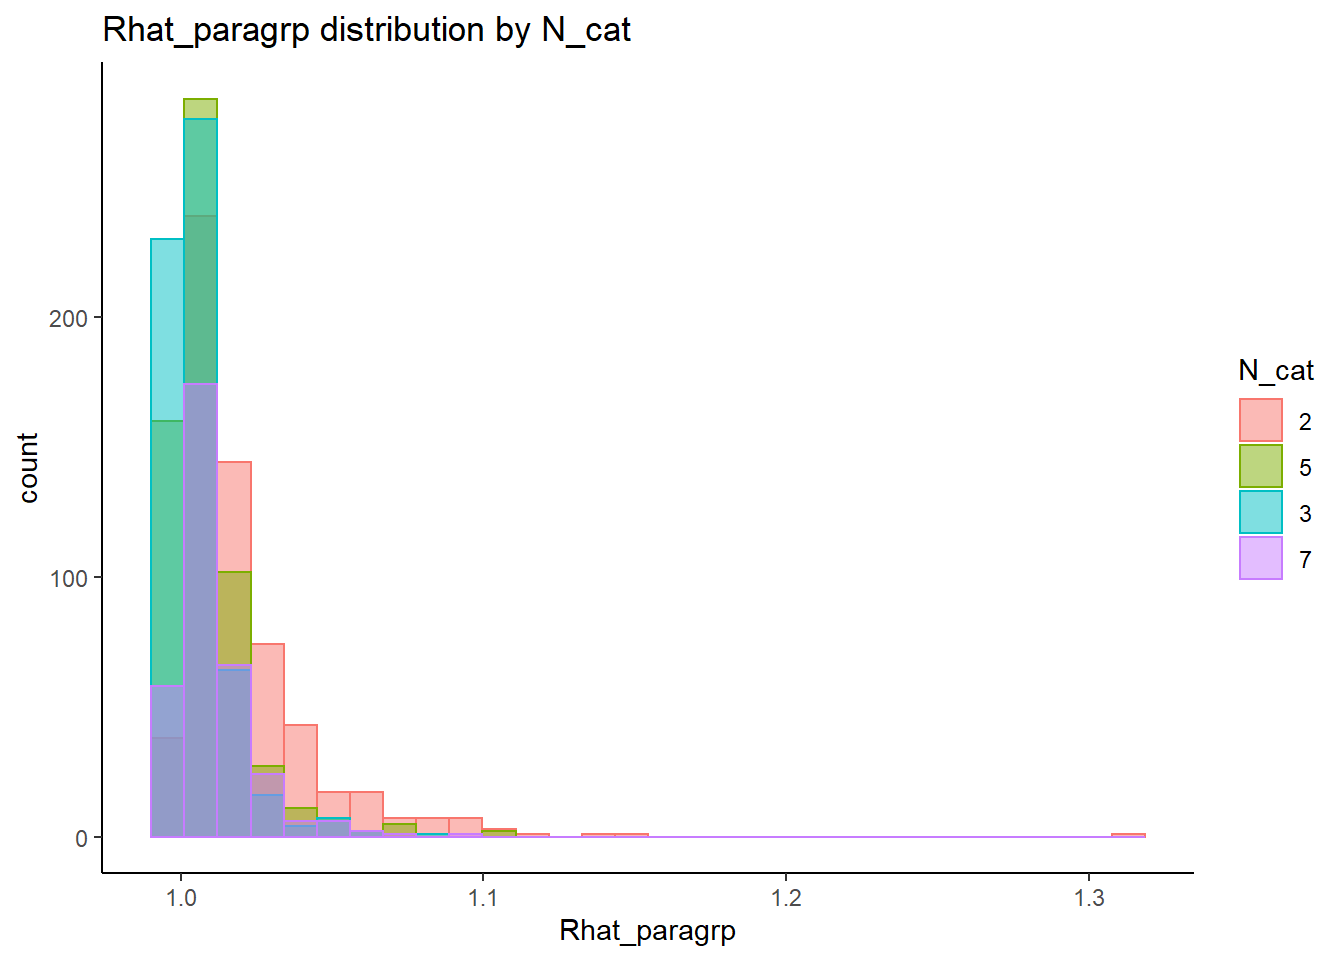 Rhat_paragrp distribution by N_cat
count
200
100
0
1.0 1.1 1.2 1.3
Rhat_paragrp
N_cat
2
5
3
7